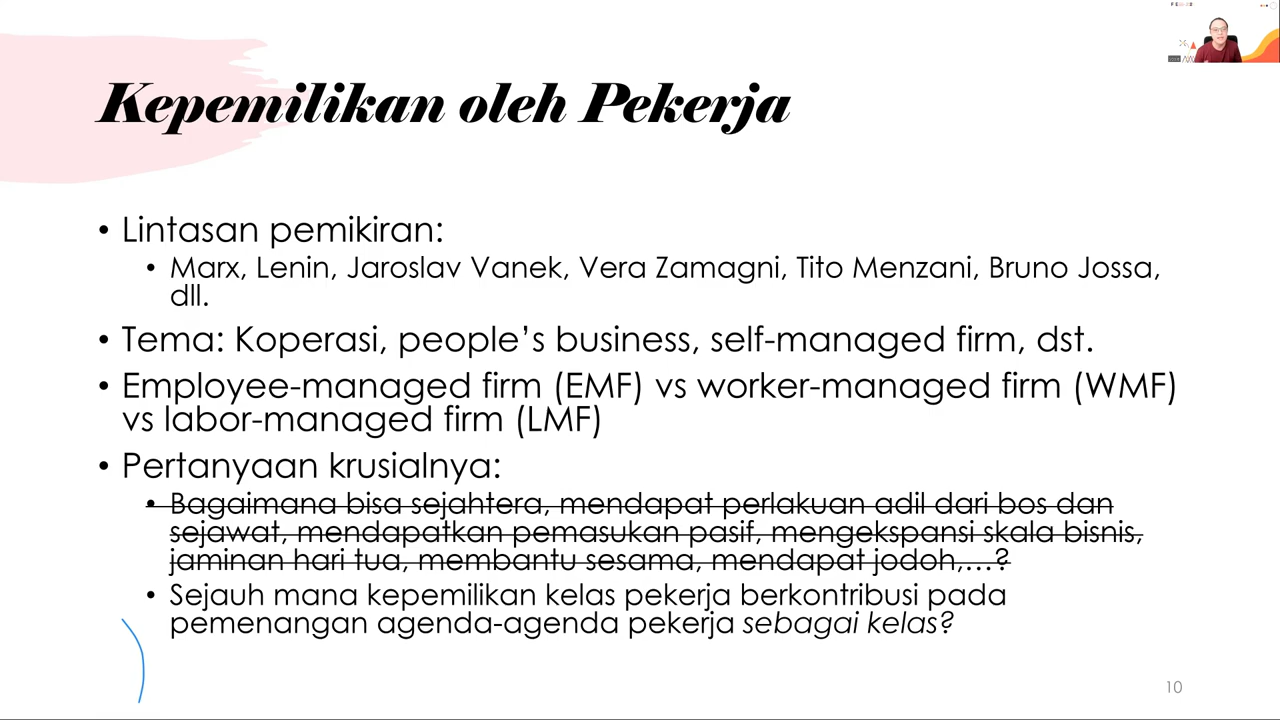 Kepemilikan oleh Pekerja
• Lintasan pemikiran:
• Marx, Lenin, Jaroslav Vanek, Vera Zamagni, Tito Menzani, Bruno Jossa,
dll.
• Tema: Koperasi, people’s business, self-managed firm, dst.
• Employee-managed firm (EMF) vs worker-managed firm (WMF)
vs labor-managed firm (LMF)
• Pertanyaan krusialnya:
• Bagaimana bisa sejahtera, mendapat perlakuan adil dari bos dan
sejawat, mendapatkan pemasukan pasif, mengekspansi skala bisnis,
jaminan hari tua, membantu sesama, mendapat jodoh,…?
• Sejauh mana kepemilikan kelas pekerja berkontribusi pada
pemenangan agenda-agenda pekerja sebagai kelas?
10